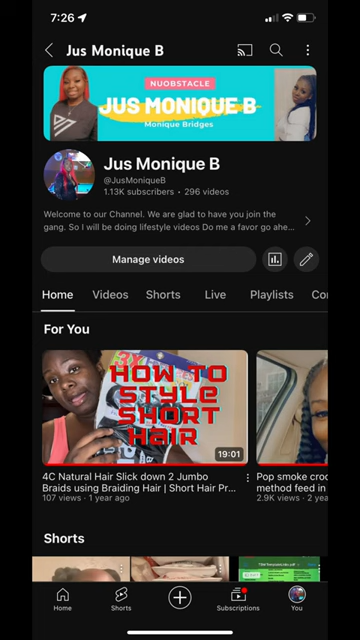 7:26
Jus Monique B
NUOBSTACLE
JUS MONIQUE B
Monique Bridges
Jus Monique B
@JusMoniqueB
1.13K subscribers • 296 videos
Welcome to our Channel. We are glad to have you join the
gang. So I will be doing lifestyle videos Do me a favor go ahe...
Manage videos
Home Videos Shorts Live Playlists Co
For You
3X
HOW TO
STYLE
SHORT
HAIR
19:01
4C Natural Hair Slick down 2 Jumbo
Braids using Braiding Hair | Short Hair Pr...
107 views · 1 year ago
Pop smoke croc
method feed in
2.9K views · 2 yea
Shorts
Home
Shorts
Subscriptions
You